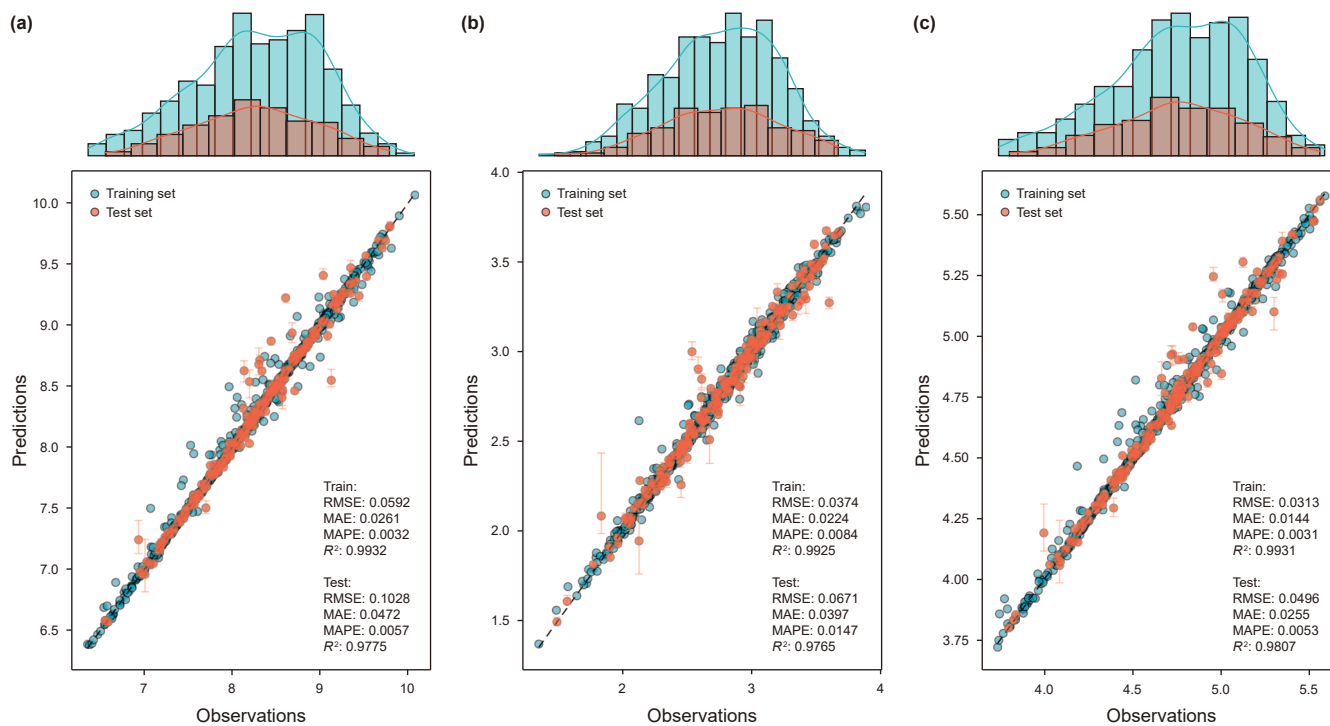 (a)
Training set
Test set
10.0
9.5
9.0
8.5
8.0
7.5
7.0
6.5
Predictions
Train:
RMSE: 0.0592
MAE: 0.0261
MAPE: 0.0032
R²: 0.9932
Test:
RMSE: 0.1028
MAE: 0.0472
MAPE: 0.0057
R²: 0.9775
7 8 9 10
Observations
(b)
Training set
Test set
4.0
3.5
3.0
2.5
2.0
1.5
Predictions
Train:
RMSE: 0.0374
MAE: 0.0224
MAPE: 0.0084
R²: 0.9925
Test:
RMSE: 0.0671
MAE: 0.0397
MAPE: 0.0147
R²: 0.9765
2 3 4
Observations
(c)
Training set
Test set
5.50
5.25
5.00
4.75
4.50
4.25
4.00
3.75
Predictions
Train:
RMSE: 0.0313
MAE: 0.0144
MAPE: 0.0031
R²: 0.9931
Test:
RMSE: 0.0496
MAE: 0.0255
MAPE: 0.0053
R²: 0.9807
4.0 4.5 5.0 5.5
Observations